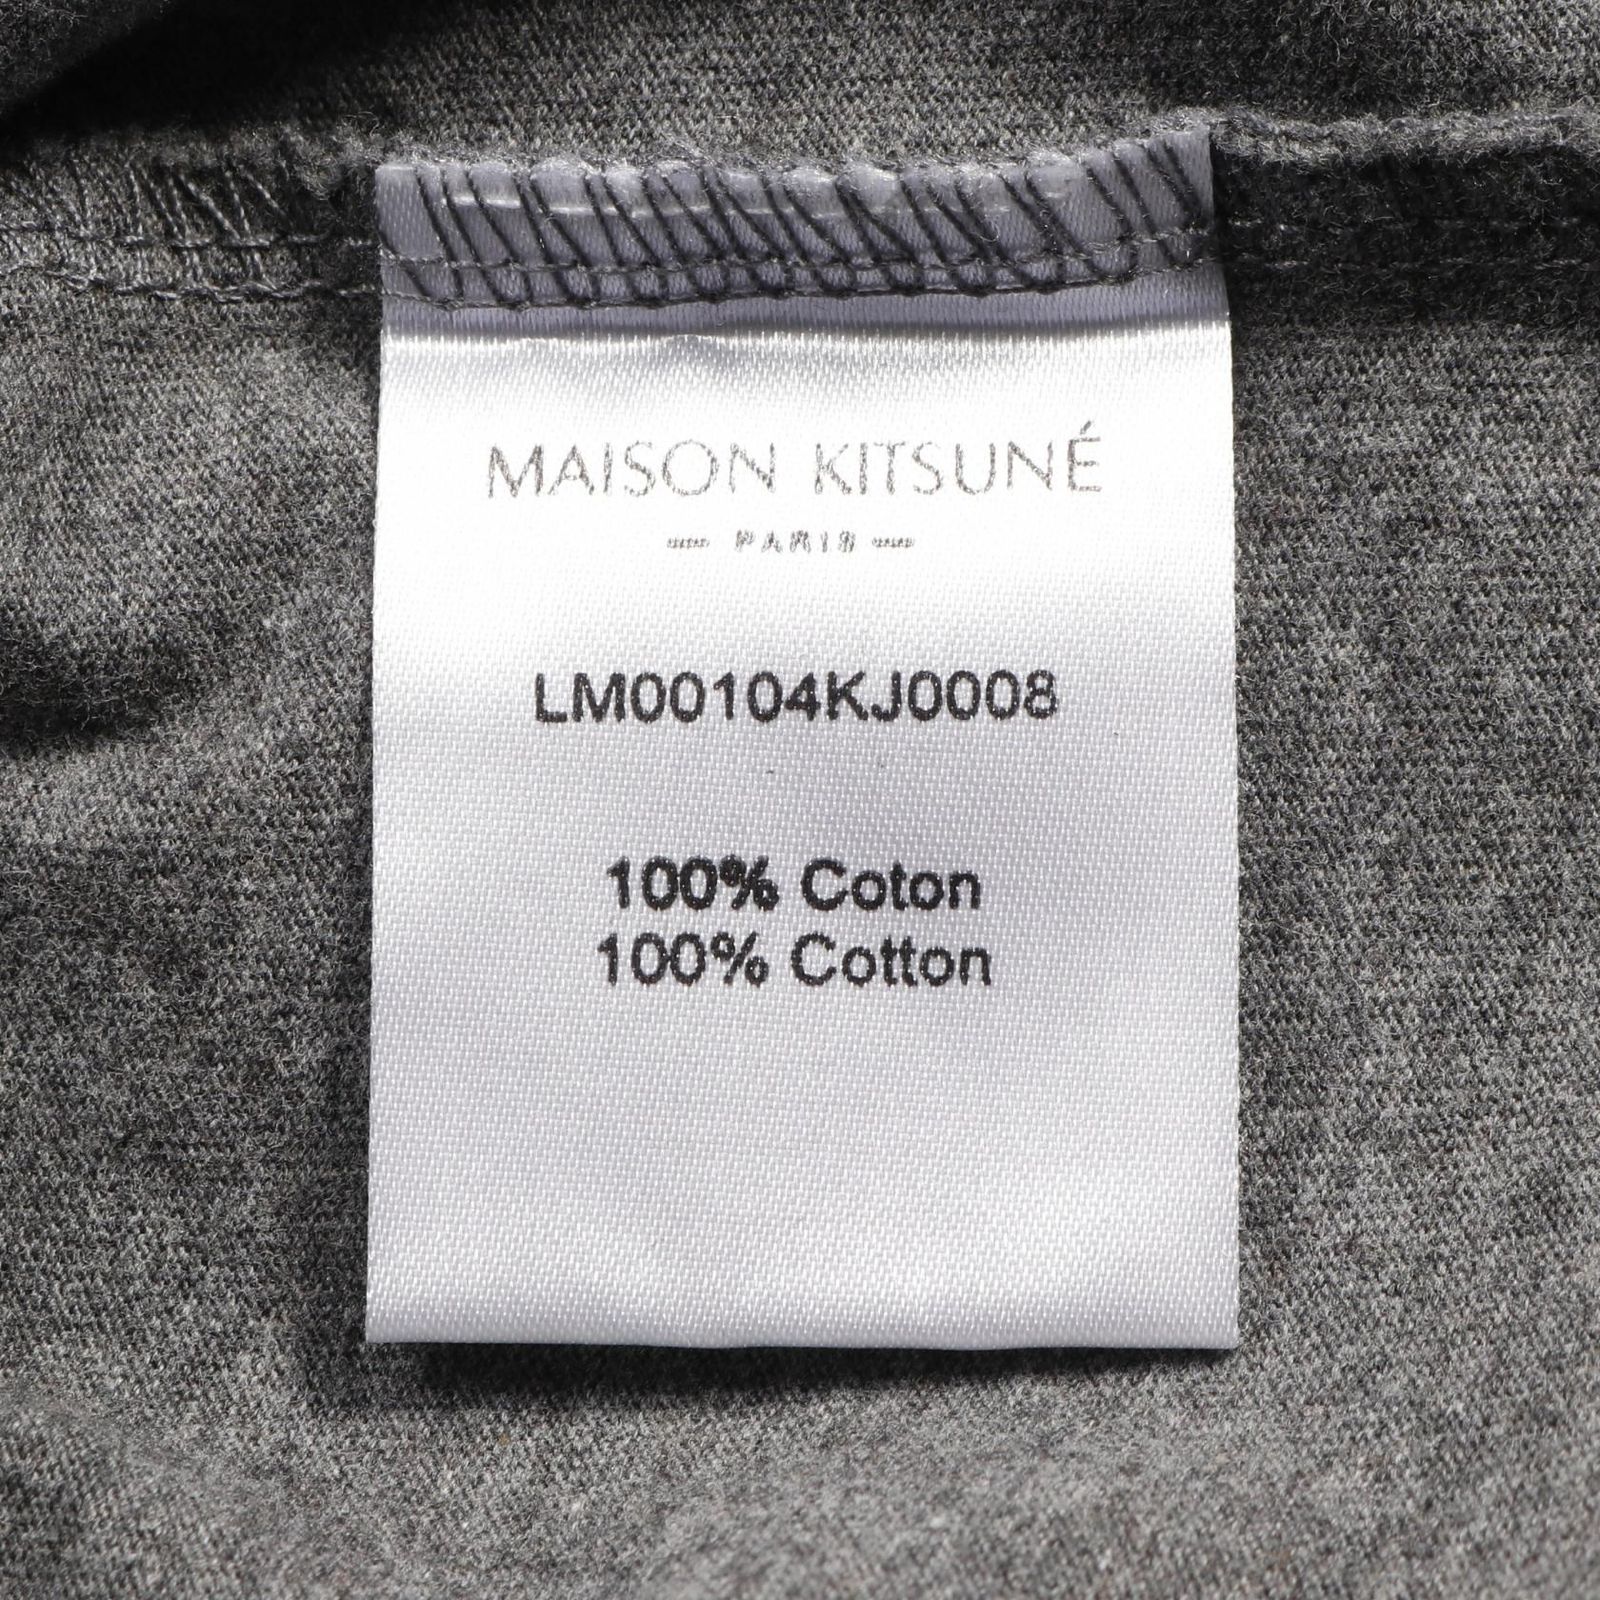 MAISON KITSUNÉ
— PARIS —
LM00104KJ0008
100% Coton
100% Cotton